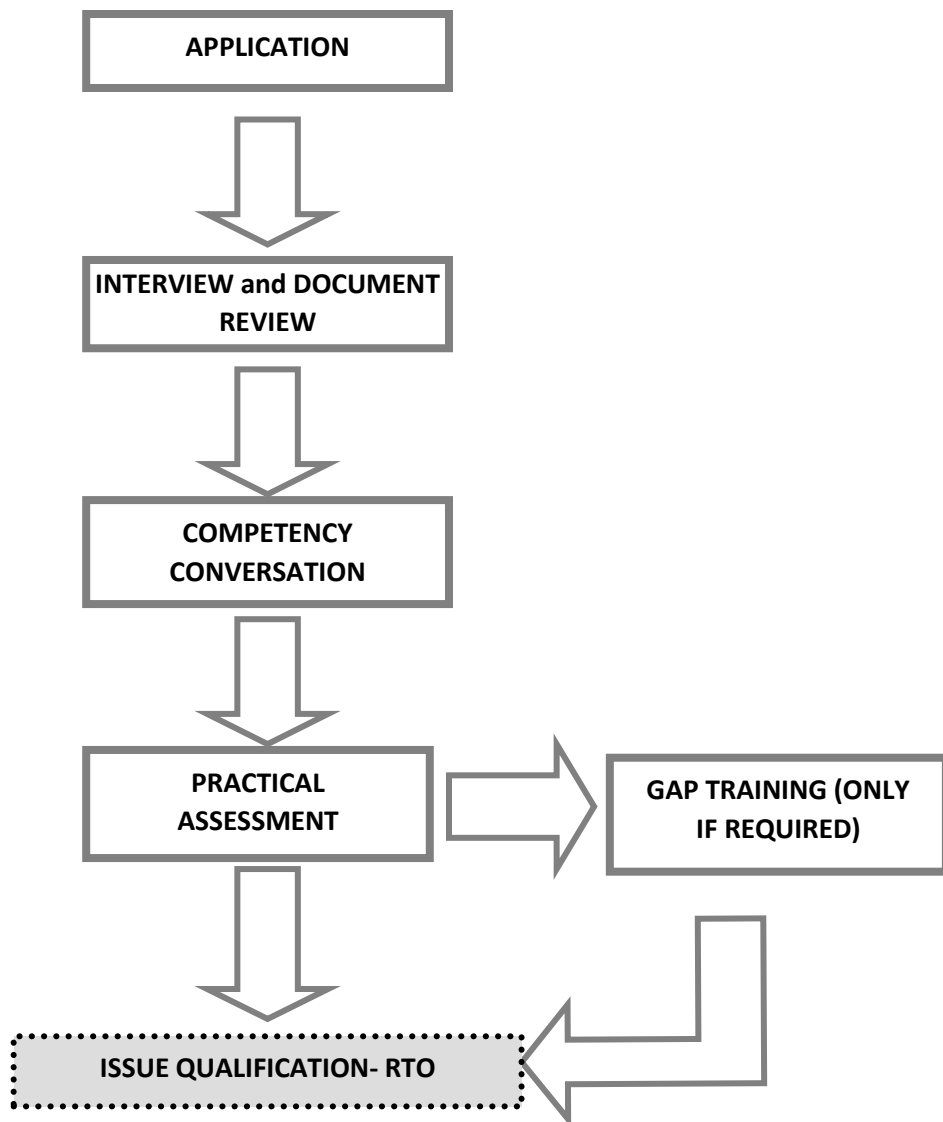 APPLICATION
INTERVIEW and DOCUMENT
REVIEW
COMPETENCY
CONVERSATION
PRACTICAL
ASSESSMENT
GAP TRAINING (ONLY
IF REQUIRED)
ISSUE QUALIFICATION- RTO